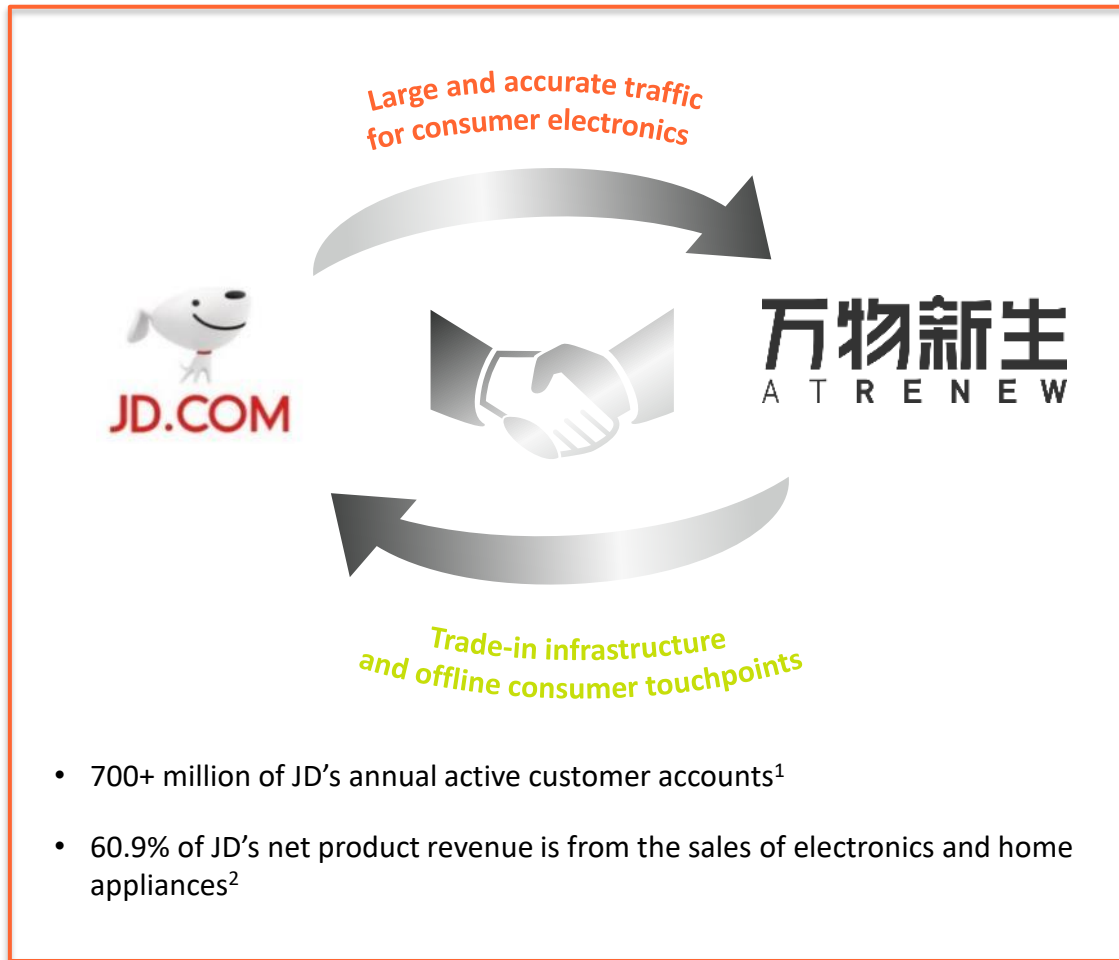 Large and accurate traffic
for consumer electronics
JD.COM
万物新生
ATRENEW
Trade-in infrastructure
and offline consumer touchpoints
• 700+ million of JD’s annual active customer accounts1
• 60.9% of JD’s net product revenue is from the sales of electronics and home
appliances2